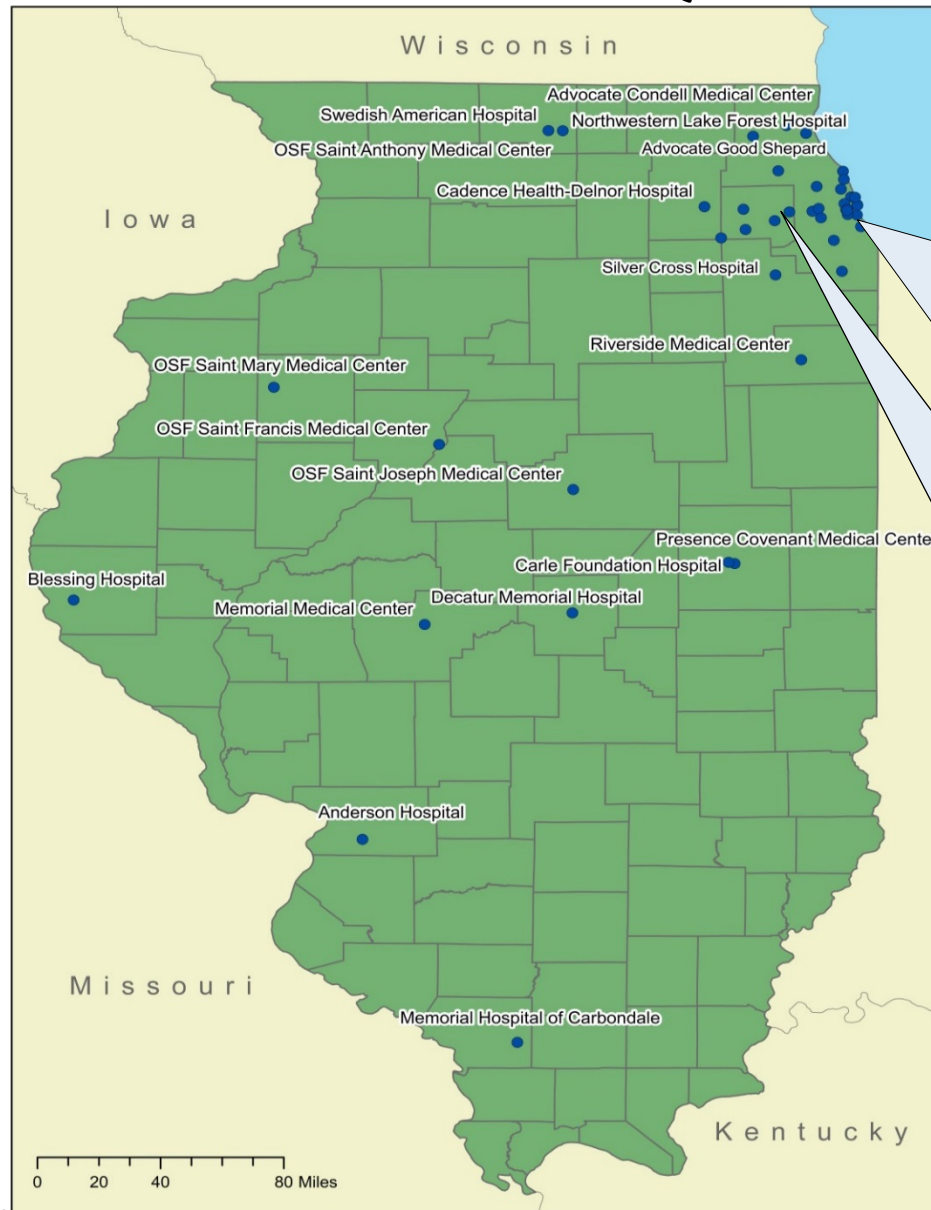 Wisconsin
Advocate Condell Medical Center
Swedish American Hospital
Northwestern Lake Forest Hospital
OSF Saint Anthony Medical Center
Advocate Good Shepard
Cadence Health-Delnor Hospital
Iowa
Silver Cross Hospital
Riverside Medical Center
OSF Saint Mary Medical Center
OSF Saint Francis Medical Center
OSF Saint Joseph Medical Center
Presence Covenant Medical Cente
Carle Foundation Hospital
Blessing Hospital
Decatur Memorial Hospital
Memorial Medical Center
Anderson Hospital
Missouri
Memorial Hospital of Carbondale
Kentucky
0 20 40 80 Miles